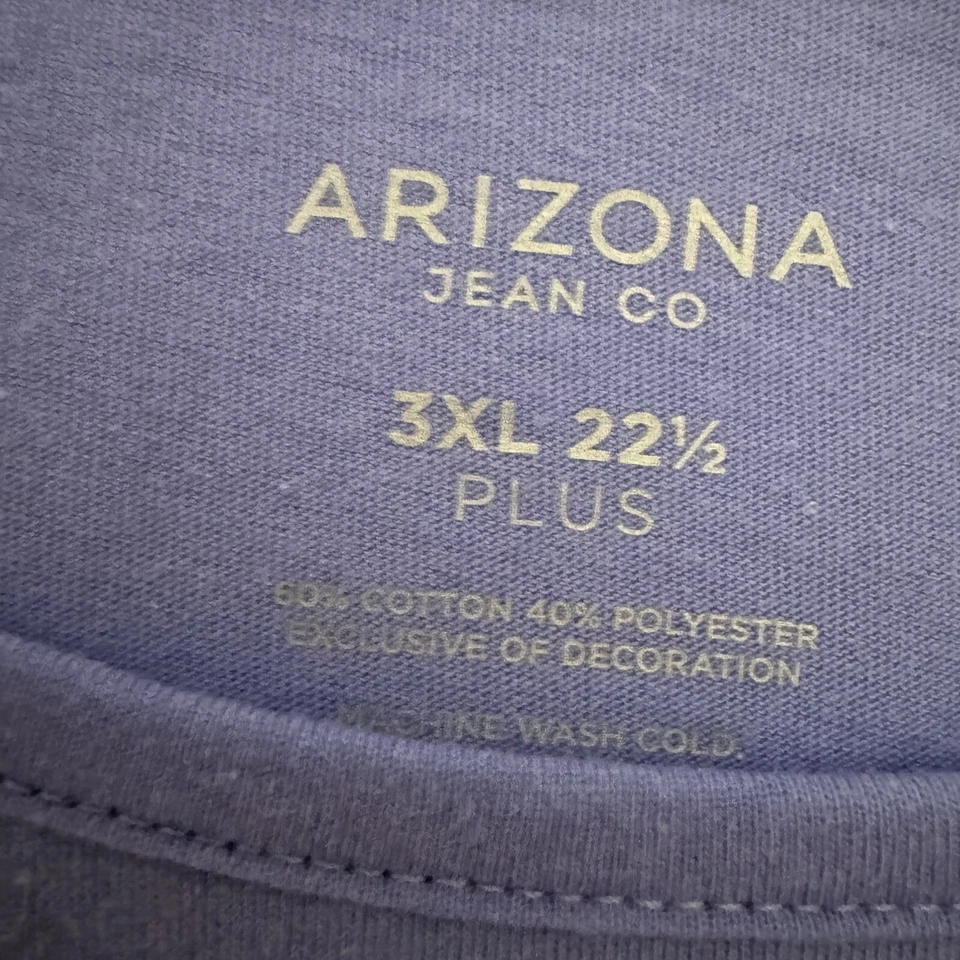 ARIZONA
JEAN CO
3XL 22½
PLUS
60% COTTON 40% POLYESTER
EXCLUSIVE OF DECORATION
MACHINE WASH COLD,